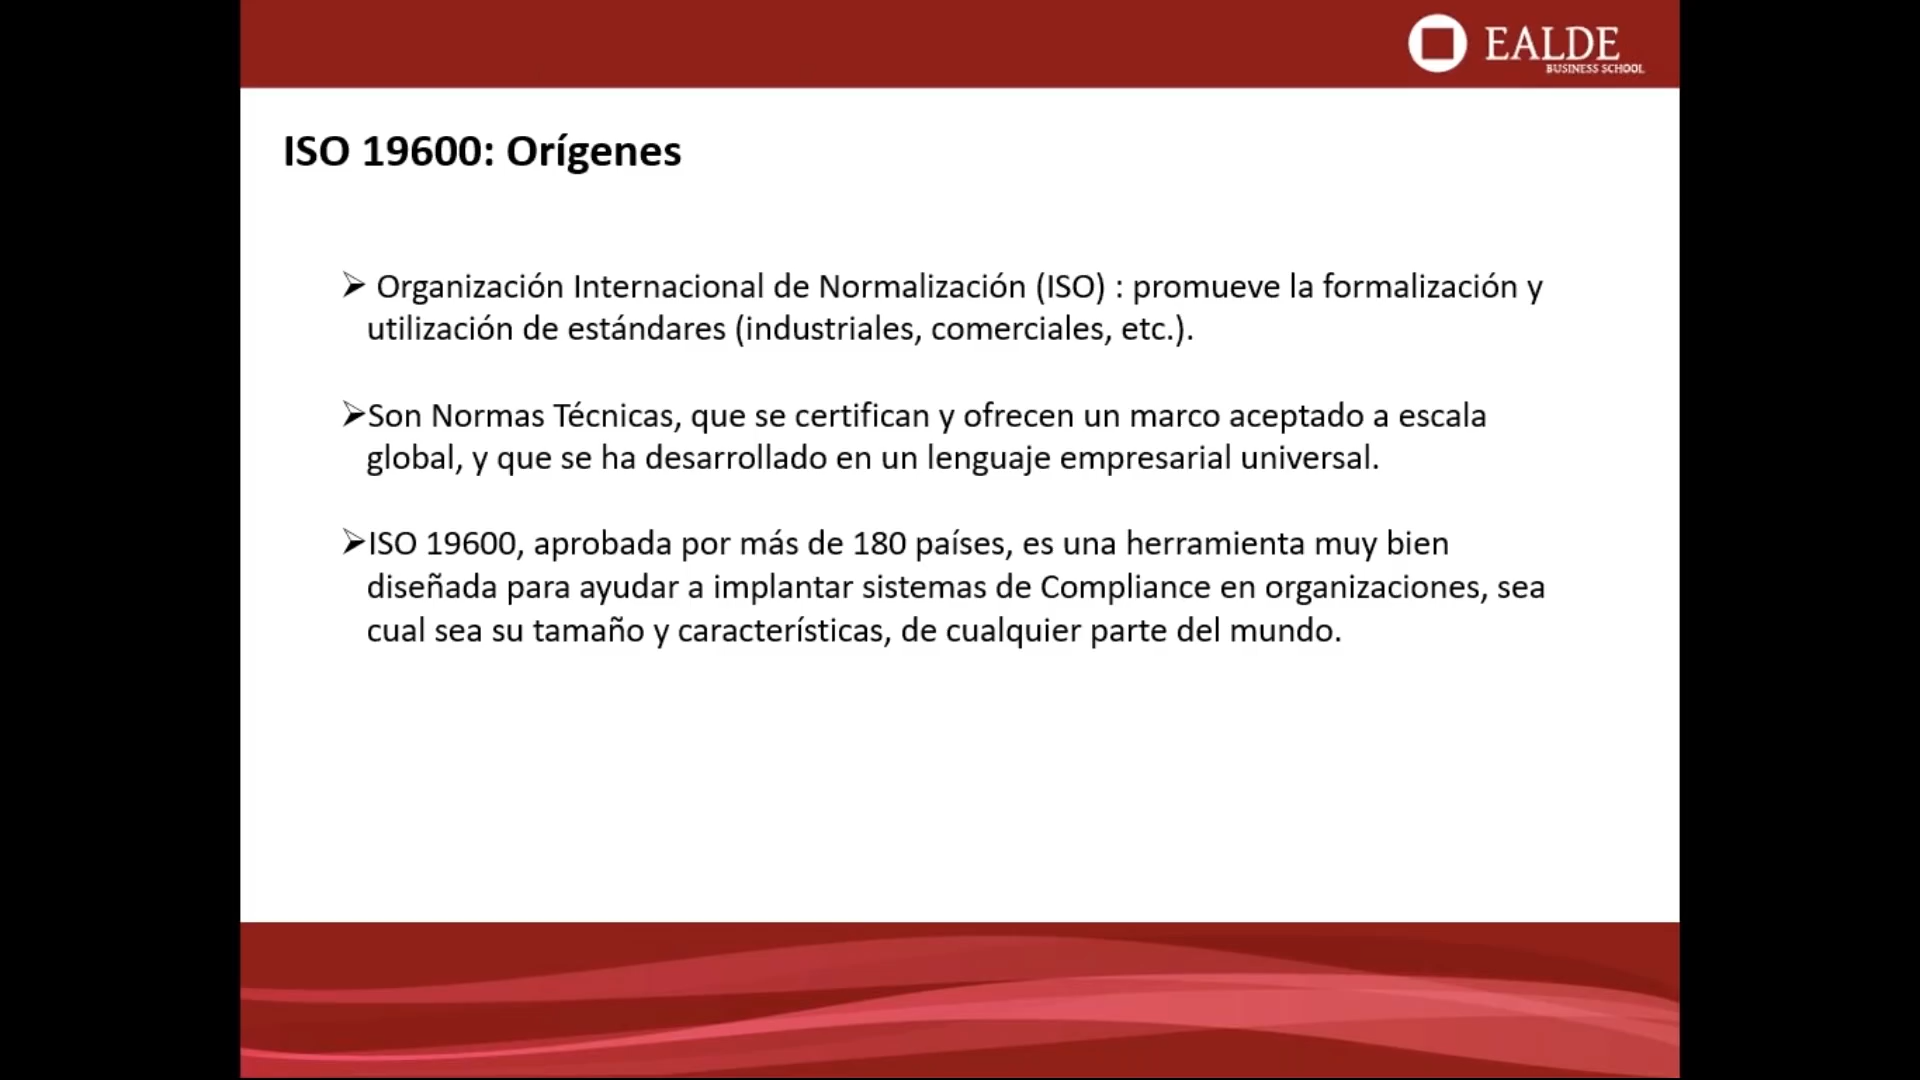 EALDE
BUSINESS SCHOOL
ISO 19600: Orígenes
➢ Organización Internacional de Normalización (ISO) : promueve la formalización y
utilización de estándares (industriales, comerciales, etc.).
➢Son Normas Técnicas, que se certifican y ofrecen un marco aceptado a escala
global, y que se ha desarrollado en un lenguaje empresarial universal.
➢ISO 19600, aprobada por más de 180 países, es una herramienta muy bien
diseñada para ayudar a implantar sistemas de Compliance en organizaciones, sea
cual sea su tamaño y características, de cualquier parte del mundo.